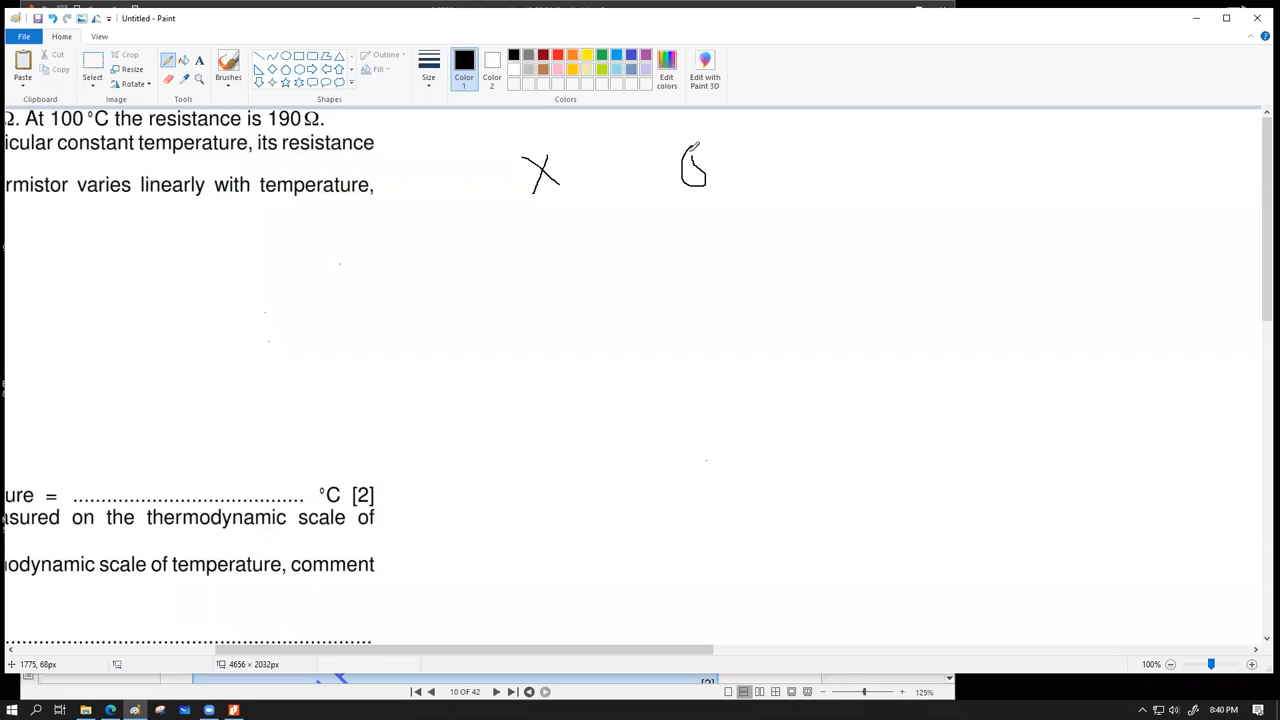 Untitled - Paint
File
Home
View
Paste
Cut
Copy
Clipboard
Select
Crop
Resize
Rotate
Image
Tools
Brushes
Outline
Fill
Shapes
Size
Color
1
Color
2
Edit
colors
Colors
Edit with
Paint 3D
Ω. At 100 °C the resistance is 190 Ω.
icular constant temperature, its resistance
rmistor varies linearly with temperature,
X 8
ure = ....................................... °C [2]
asured on the thermodynamic scale of
nodynamic scale of temperature, comment
...............................................................
1775, 68px
4656 × 2032px
100%
[2]
10 OF 42
125%
8:40 PM